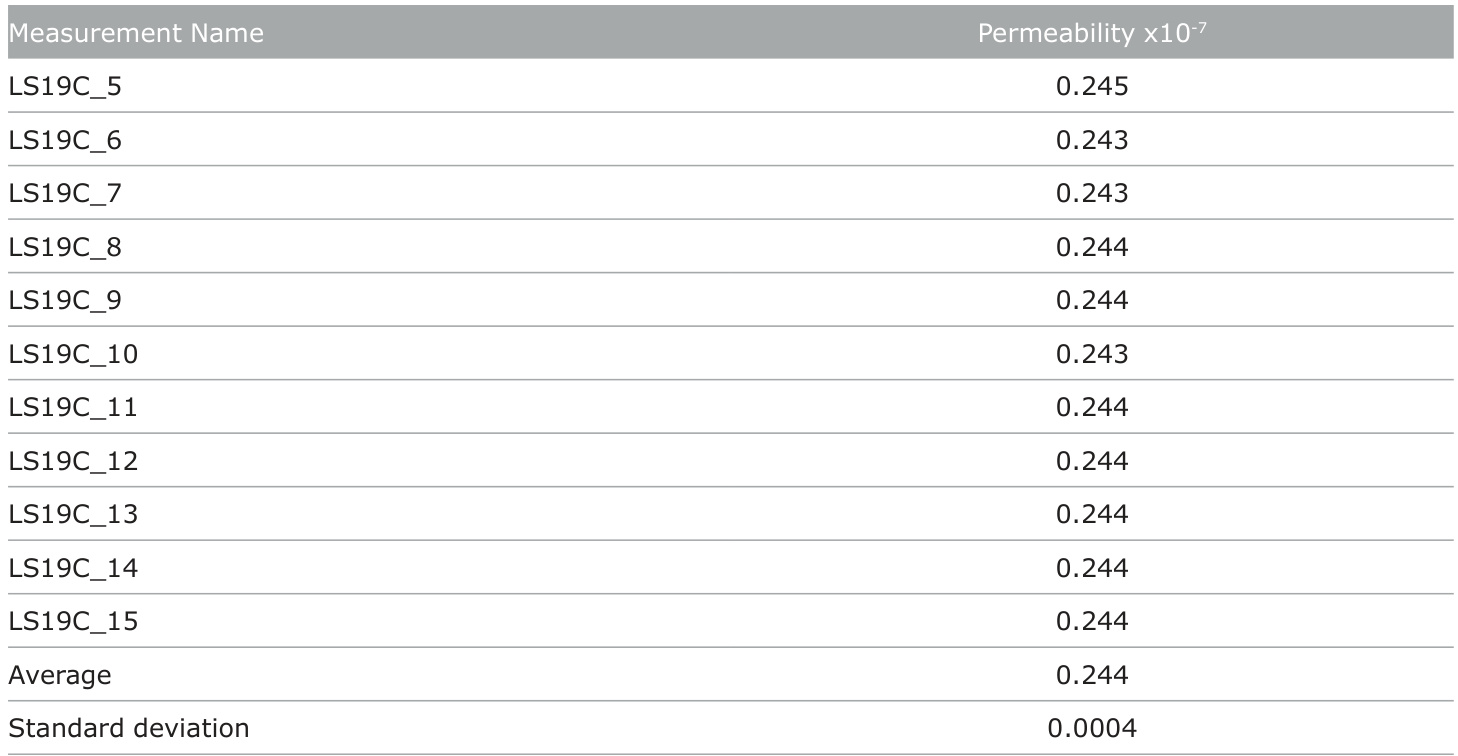 Measurement Name Permeability x10⁻⁷
LS19C_5 0.245
LS19C_6 0.243
LS19C_7 0.243
LS19C_8 0.244
LS19C_9 0.244
LS19C_10 0.243
LS19C_11 0.244
LS19C_12 0.244
LS19C_13 0.244
LS19C_14 0.244
LS19C_15 0.244
Average 0.244
Standard deviation 0.0004